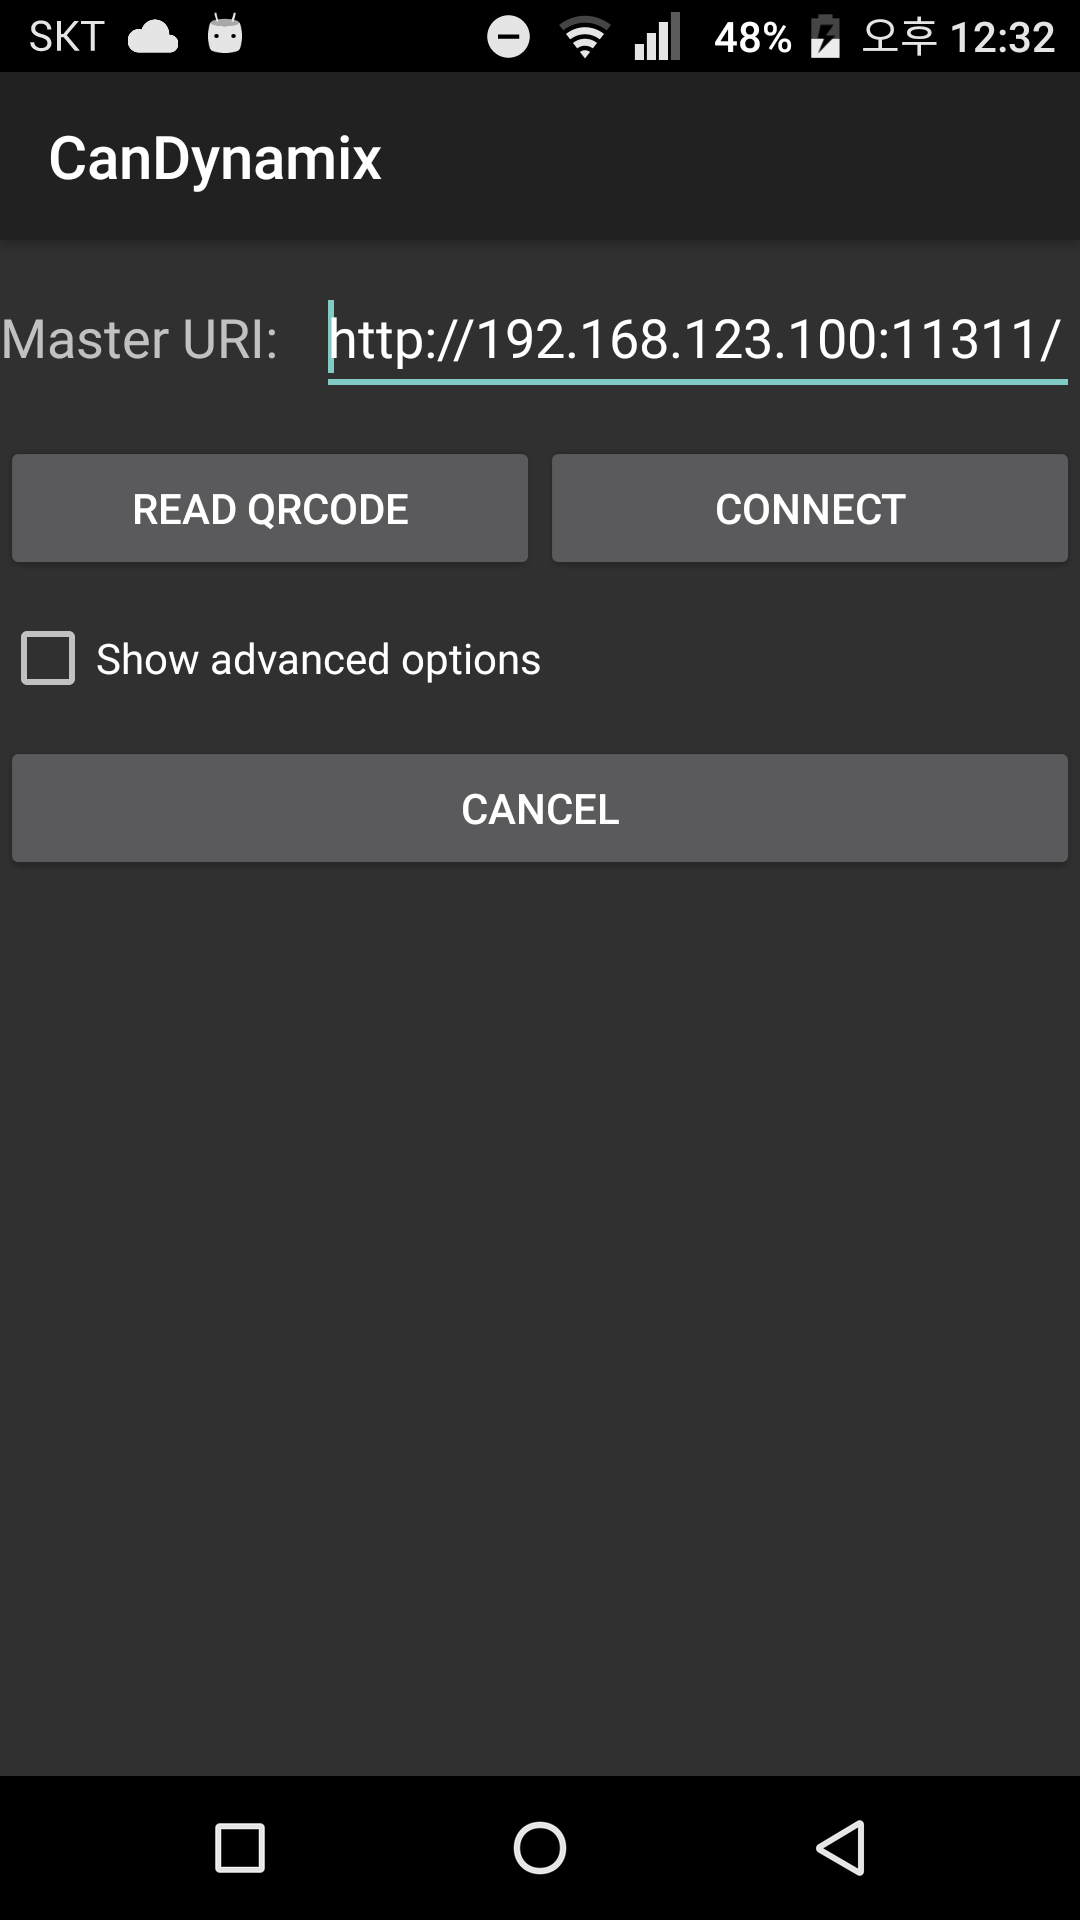 SKT 48% 오후 12:32
CanDynamix
Master URI: http://192.168.123.100:11311/
READ QRCODE CONNECT
Show advanced options
CANCEL